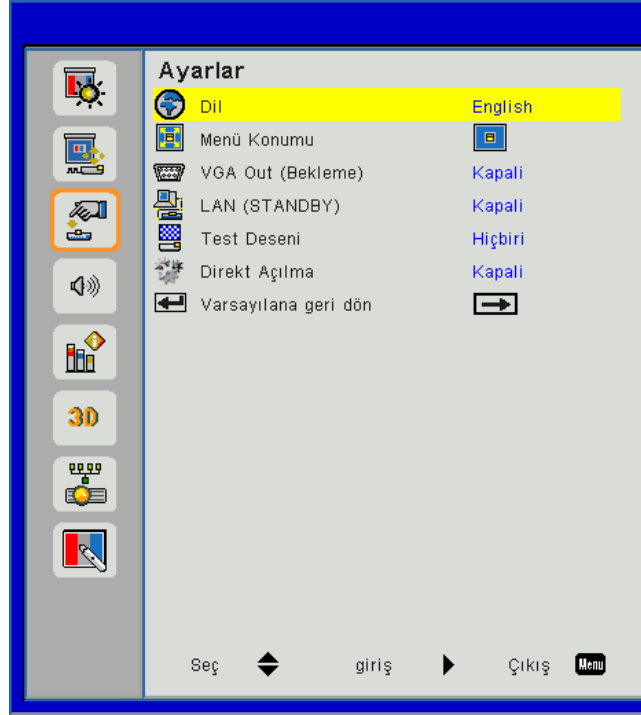 Ayarlar
Dil English
Menü Konumu
VGA Out (Bekleme) Kapali
LAN (STANDBY) Kapali
Test Deseni Hiçbiri
Direkt Açılma Kapali
Varsayılana geri dön
3D
Seç giriş Çıkış Menu